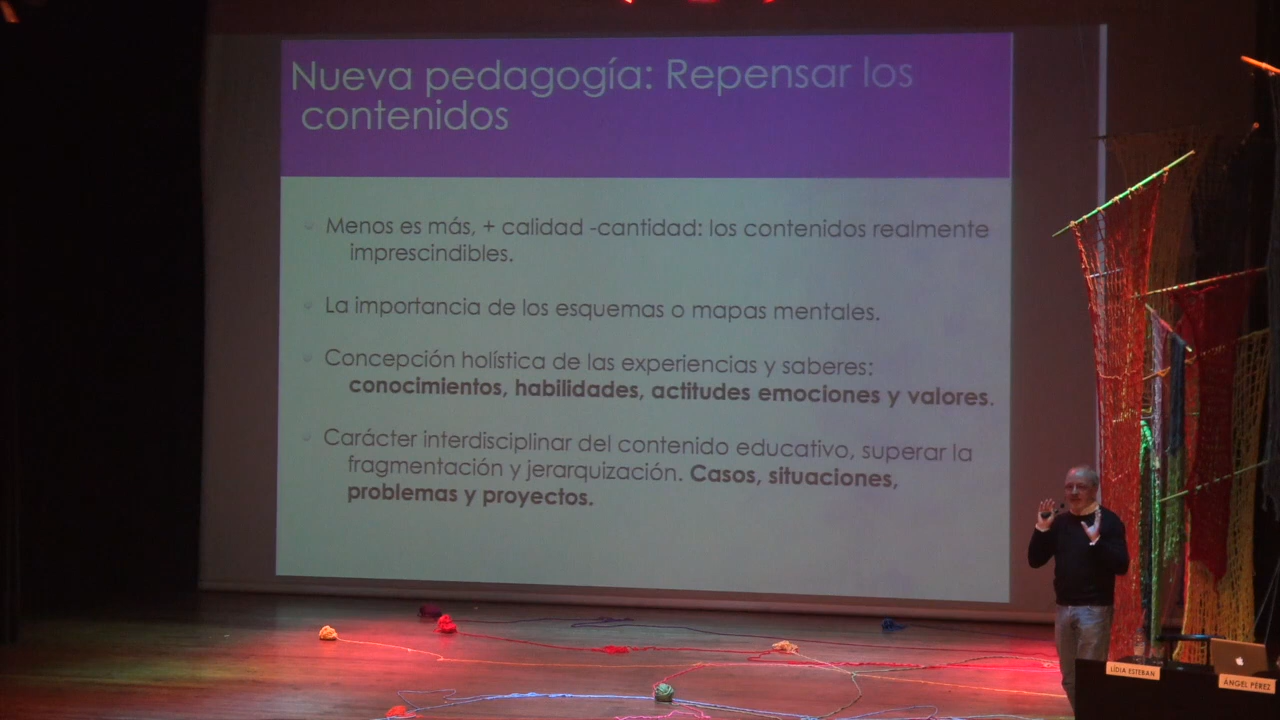 Nueva pedagogía: Repensar los
contenidos
Menos es más, + calidad -cantidad: los contenidos realmente
imprescindibles.
La importancia de los esquemas o mapas mentales.
Concepción holística de las experiencias y saberes:
conocimientos, habilidades, actitudes emociones y valores.
Carácter interdisciplinar del contenido educativo, superar la
fragmentación y jerarquización. Casos, situaciones,
problemas y proyectos.
LÍDIA ESTEBAN
ÁNGEL PÉREZ